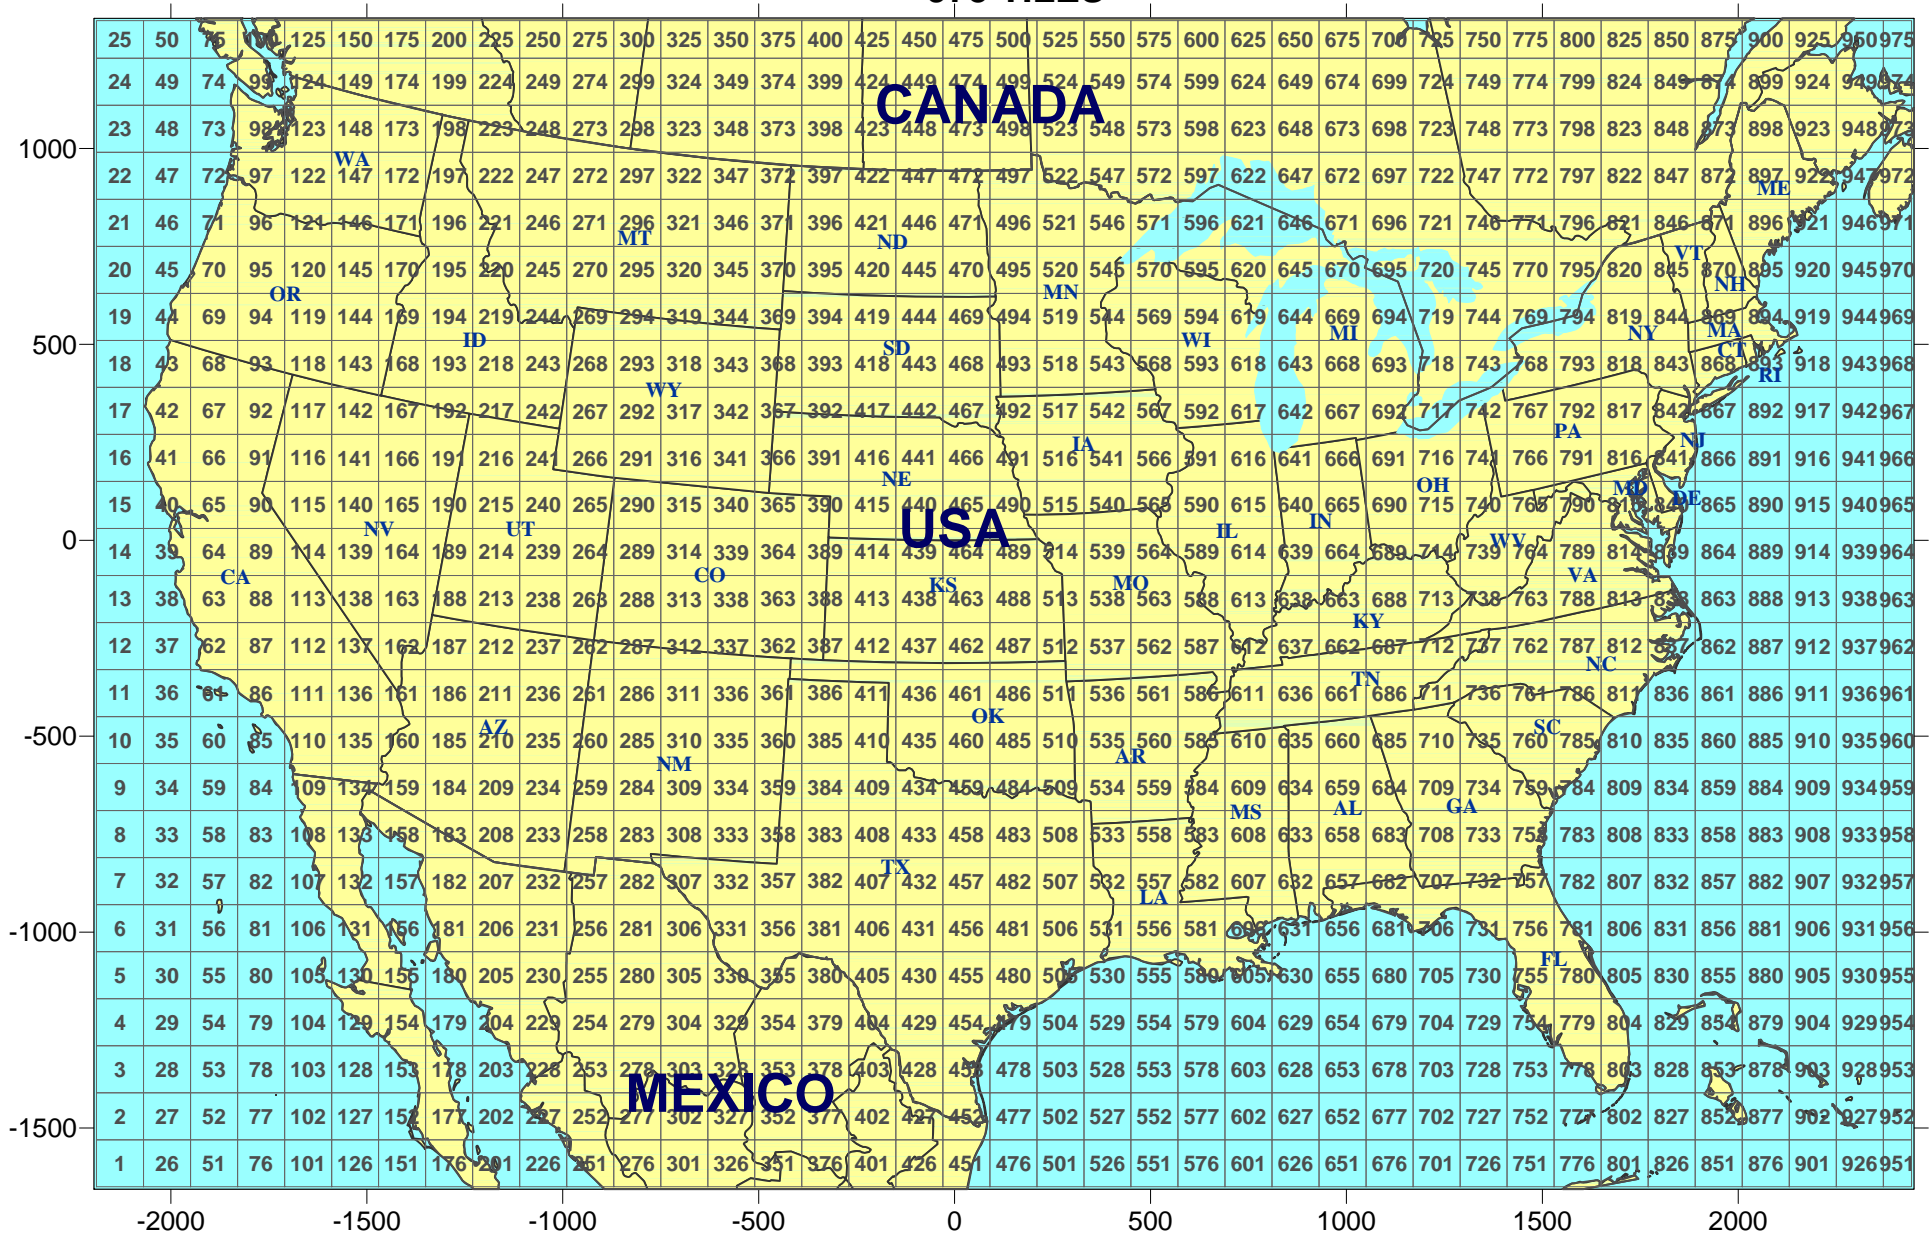 25 50 75 100 125 150 175 200 225 250 275 300 325 350 375 400 425 450 475 500 525 550 575 600 625 650 675 700 725 750 775 800 825 850 875 900 925 950 975
24 49 74 99 124 149 174 199 224 249 274 299 324 349 374 399 424 449 474 499 524 549 574 599 624 649 674 699 724 749 774 799 824 849 874 899 924 949 974
CANADA
23 48 73 98 123 148 173 198 223 248 273 298 323 348 373 398 423 448 473 498 523 548 573 598 623 648 673 698 723 748 773 798 823 848 873 898 923 948 973
1000
WA
22 47 72 97 122 147 172 197 222 247 272 297 322 347 372 397 422 447 472 497 522 547 572 597 622 647 672 697 722 747 772 797 822 847 872 897 922 947 972
ME
21 46 71 96 121 146 171 196 221 246 271 296 321 346 371 396 421 446 471 496 521 546 571 596 621 646 671 696 721 746 771 796 821 846 871 896 921 946 971
MT ND VT
20 45 70 95 120 145 170 195 220 245 270 295 320 345 370 395 420 445 470 495 520 545 570 595 620 645 670 695 720 745 770 795 820 845 870 895 920 945 970
OR MN NH
19 44 69 94 119 144 169 194 219 244 269 294 319 344 369 394 419 444 469 494 519 544 569 594 619 644 669 694 719 744 769 794 819 844 869 894 919 944 969
500 ID SD WI MI NY MA CT
18 43 68 93 118 143 168 193 218 243 268 293 318 343 368 393 418 443 468 493 518 543 568 593 618 643 668 693 718 743 768 793 818 843 868 893 918 943 968
WY RI
17 42 67 92 117 142 167 192 217 242 267 292 317 342 367 392 417 442 467 492 517 542 567 592 617 642 667 692 717 742 767 792 817 842 867 892 917 942 967
IA PA NJ
16 41 66 91 116 141 166 191 216 241 266 291 316 341 366 391 416 441 466 491 516 541 566 591 616 641 666 691 716 741 766 791 816 841 866 891 916 941 966
NE OH MD DE
15 40 65 90 115 140 165 190 215 240 265 290 315 340 365 390 415 440 465 490 515 540 565 590 615 640 665 690 715 740 765 790 815 840 865 890 915 940 965
0 NV UT USA IL IN WV
14 39 64 89 114 139 164 189 214 239 264 289 314 339 364 389 414 439 464 489 514 539 564 589 614 639 664 689 714 739 764 789 814 839 864 889 914 939 964
CA CO KS MO VA
13 38 63 88 113 138 163 188 213 238 263 288 313 338 363 388 413 438 463 488 513 538 563 588 613 638 663 688 713 738 763 788 813 838 863 888 913 938 963
KY
12 37 62 87 112 137 162 187 212 237 262 287 312 337 362 387 412 437 462 487 512 537 562 587 612 637 662 687 712 737 762 787 812 837 862 887 912 937 962
TN NC
11 36 61 86 111 136 161 186 211 236 261 286 311 336 361 386 411 436 461 486 511 536 561 586 611 636 661 686 711 736 761 786 811 836 861 886 911 936 961
-500 AZ OK SC
10 35 60 85 110 135 160 185 210 235 260 285 310 335 360 385 410 435 460 485 510 535 560 585 610 635 660 685 710 735 760 785 810 835 860 885 910 935 960
NM AR
9 34 59 84 109 134 159 184 209 234 259 284 309 334 359 384 409 434 459 484 509 534 559 584 609 634 659 684 709 734 759 784 809 834 859 884 909 934 959
MS AL GA
8 33 58 83 108 133 158 183 208 233 258 283 308 333 358 383 408 433 458 483 508 533 558 583 608 633 658 683 708 733 758 783 808 833 858 883 908 933 958
TX
7 32 57 82 107 132 157 182 207 232 257 282 307 332 357 382 407 432 457 482 507 532 557 582 607 632 657 682 707 732 757 782 807 832 857 882 907 932 957
LA
6 31 56 81 106 131 156 181 206 231 256 281 306 331 356 381 406 431 456 481 506 531 556 581 606 631 656 681 706 731 756 781 806 831 856 881 906 931 956
-1000
FL
5 30 55 80 105 130 155 180 205 230 255 280 305 330 355 380 405 430 455 480 505 530 555 580 605 630 655 680 705 730 755 780 805 830 855 880 905 930 955
4 29 54 79 104 129 154 179 204 229 254 279 304 329 354 379 404 429 454 479 504 529 554 579 604 629 654 679 704 729 754 779 804 829 854 879 904 929 954
3 28 53 78 103 128 153 178 203 228 253 278 303 328 353 378 403 428 453 478 503 528 553 578 603 628 653 678 703 728 753 778 803 828 853 878 903 928 953
MEXICO
2 27 52 77 102 127 152 177 202 227 252 277 302 327 352 377 402 427 452 477 502 527 552 577 602 627 652 677 702 727 752 777 802 827 852 877 902 927 952
-1500
1 26 51 76 101 126 151 176 201 226 251 276 301 326 351 376 401 426 451 476 501 526 551 576 601 626 651 676 701 726 751 776 801 826 851 876 901 926 951
-2000 -1500 -1000 -500 0 500 1000 1500 2000